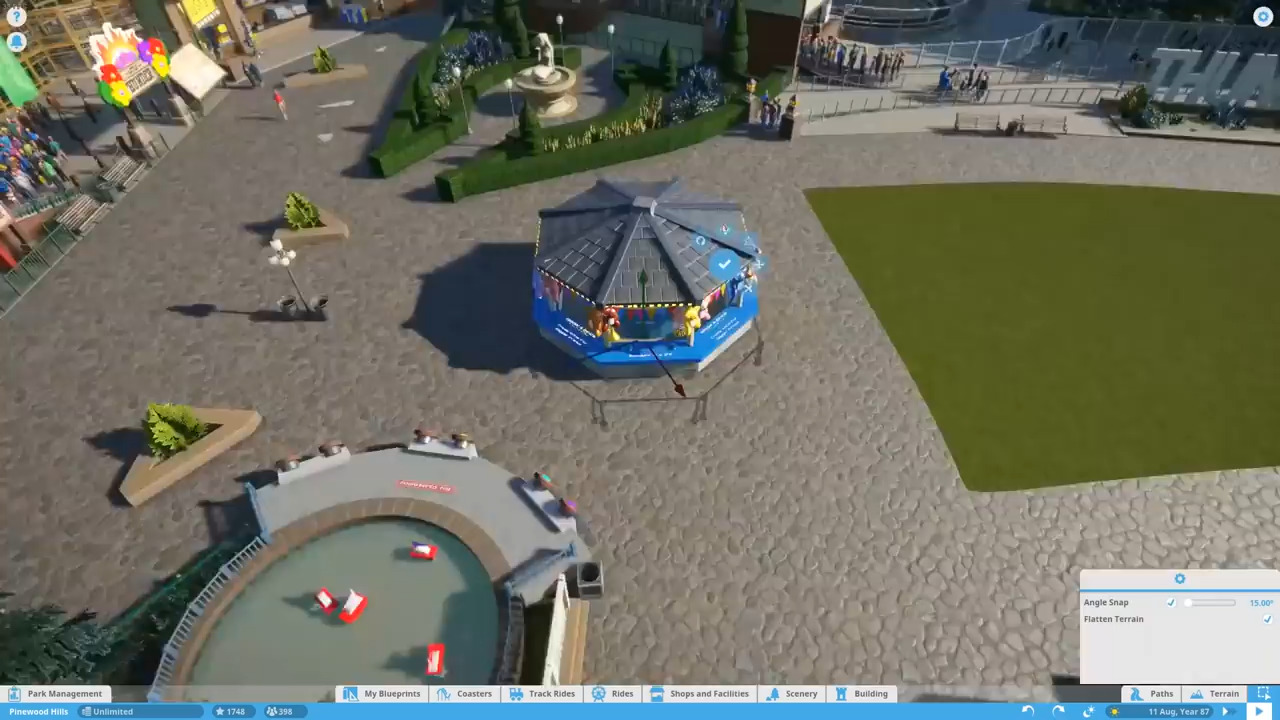 THA
Angle Snap 15.00°
Flatten Terrain
Park Management My Blueprints Coasters Track Rides Rides Shops and Facilities Scenery Building Paths Terrain
Pinewood Hills Unlimited 1748 398 11 Aug, Year 87